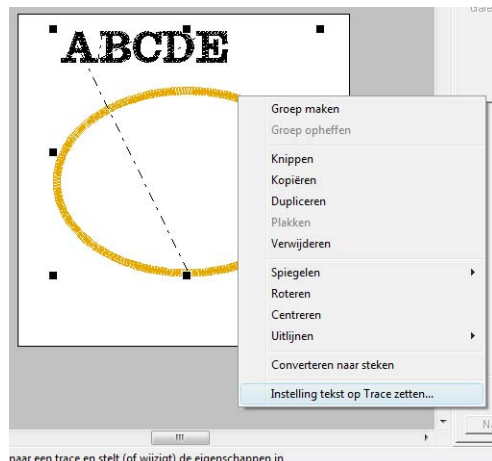 ABCDE
Groep maken
Groep opheffen
Knippen
Kopiëren
Dupliceren
Plakken
Verwijderen
Spiegelen
Roteren
Centreren
Uitlijnen
Converteren naar steken
Instelling tekst op Trace zetten...
naar een trace en stelt (of wijzigt) de eigenschappen in